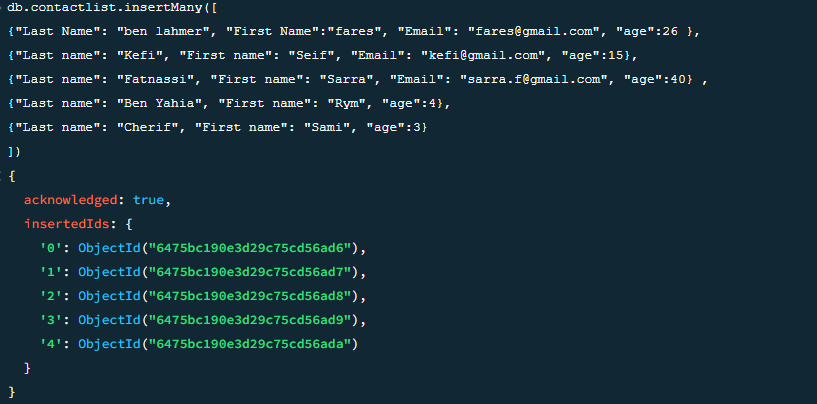 db.contactlist.insertMany([
{"Last Name": "ben lahmer", "First Name":"fares", "Email": "fares@gmail.com", "age":26 },
{"Last name": "Kefi", "First name": "Seif", "Email": "kefi@gmail.com", "age":15},
{"Last name": "Fatnassi", "First name": "Sarra", "Email": "sarra.f@gmail.com", "age":40} ,
{"Last name": "Ben Yahia", "First name": "Rym", "age":4},
{"Last name": "Cherif", "First name": "Sami", "age":3}
])
{
  acknowledged: true,
  insertedIds: {
    '0': ObjectId("6475bc190e3d29c75cd56ad6"),
    '1': ObjectId("6475bc190e3d29c75cd56ad7"),
    '2': ObjectId("6475bc190e3d29c75cd56ad8"),
    '3': ObjectId("6475bc190e3d29c75cd56ad9"),
    '4': ObjectId("6475bc190e3d29c75cd56ada")
  }
}